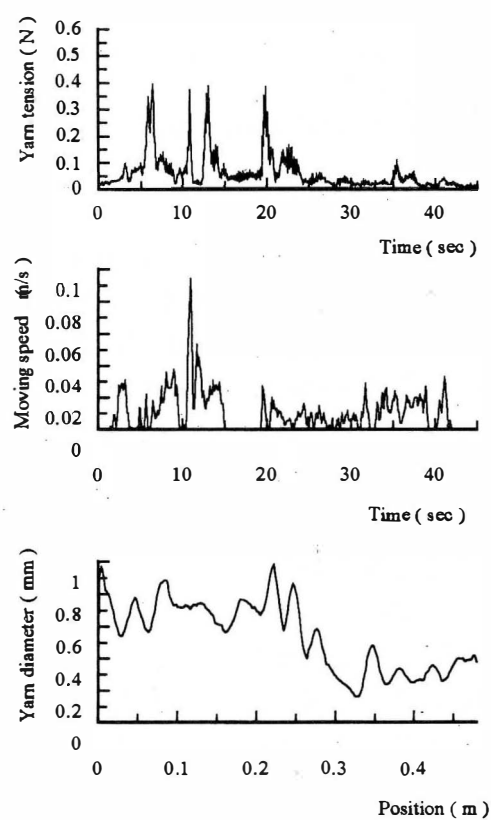 Yarn tension ( N )
0.6
0.5
0.4
0.3
0.2
0.1
0
0 10 20 30 40
Time ( sec )
Moving speed m/s)
0.1
0.08
0.06
0.04
0.02
0
0 10 20 30 40
Time ( sec )
Yarn diameter ( mm )
1
0.8
0.6
0.4
0.2
0
0 0.1 0.2 0.3 0.4
Position ( m )